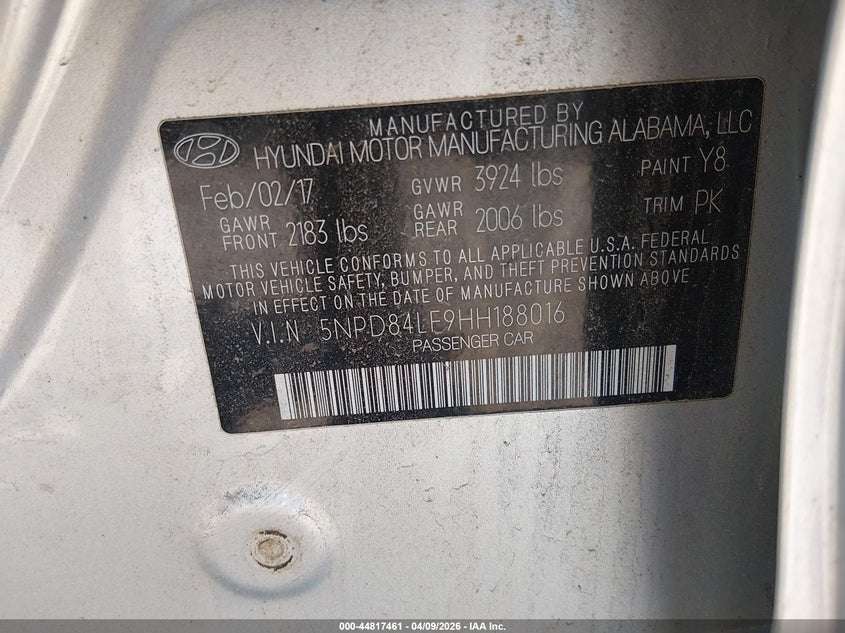 MANUFACTURED BY
HYUNDAI MOTOR MANUFACTURING ALABAMA, LLC
Feb/02/17 GVWR 3924 lbs PAINT Y8
GAWR FRONT 2183 lbs GAWR REAR 2006 lbs TRIM PK
THIS VEHICLE CONFORMS TO ALL APPLICABLE U.S.A. FEDERAL
MOTOR VEHICLE SAFETY, BUMPER, AND THEFT PREVENTION STANDARDS
IN EFFECT ON THE DATE OF MANUFACTURE SHOWN ABOVE
V.I.N 5NPD84LF9HH188016
PASSENGER CAR
000-44817461 | 04/09/2026 - IAA Inc.